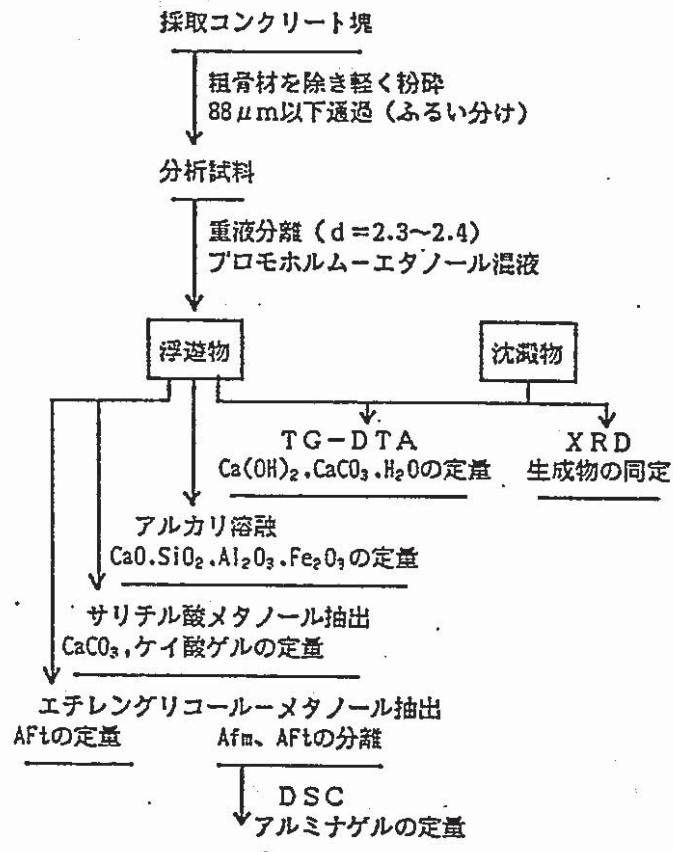 採取コンクリート塊
粗骨材を除き軽く粉砕
88μm以下通過（ふるい分け）
分析試料
重液分離（d=2.3~2.4）
ブロモホルムーエタノール混液
浮遊物
沈澱物
TG-DTA
Ca(OH)₂.CaCO₃.H₂Oの定量
XRD
生成物の同定
アルカリ溶融
CaO.SiO₂.Al₂O₃.Fe₂O₃の定量
サリチル酸メタノール抽出
CaCO₃,ケイ酸ゲルの定量
エチレングリコールーメタノール抽出
AFtの定量
Afm、AFtの分離
DSC
アルミナゲルの定量